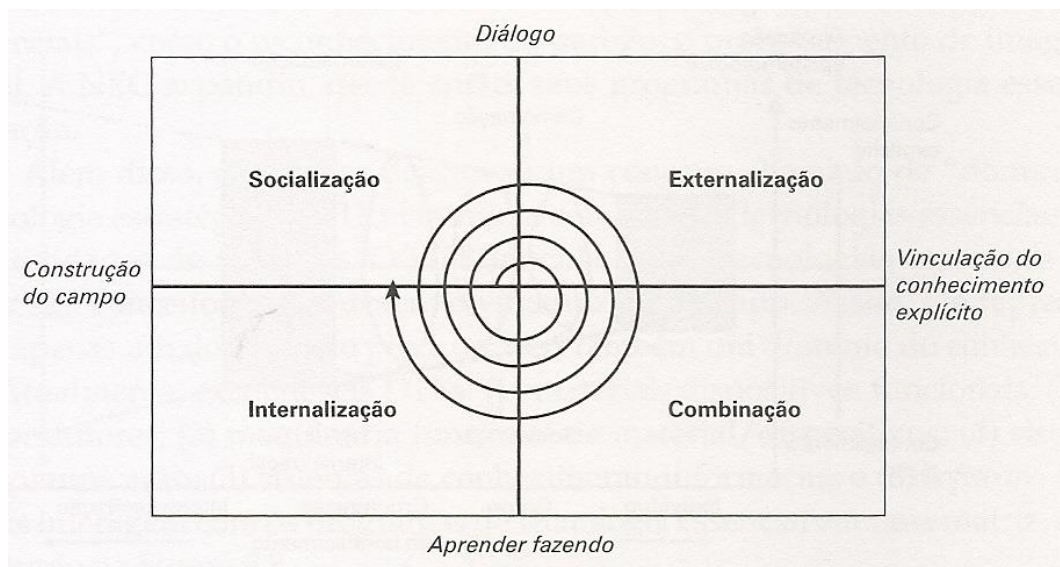 Diálogo
Socialização
Externalização
Construção
do campo
Vinculação do
conhecimento
explícito
Internalização
Combinação
Aprender fazendo